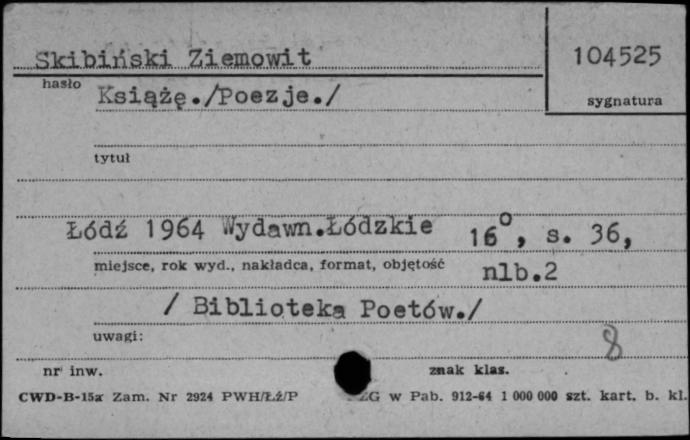 Skibiński Ziemowit
104525
hasło
sygnatura
Książę./Poezje./
tytuł
Łódź 1964 Wydawn.Łódzkie 16°, s. 36,
miejsce, rok wyd., nakładca, format, objętość
nlb.2
/ Biblioteka Poetów./
uwagi:
8
nr inw.
znak klas.
CWD-B-15a Zam. Nr 2924 PWH/Łź/P ZG w Pab. 912-64 1 000 000 szt. kart. b. kl.